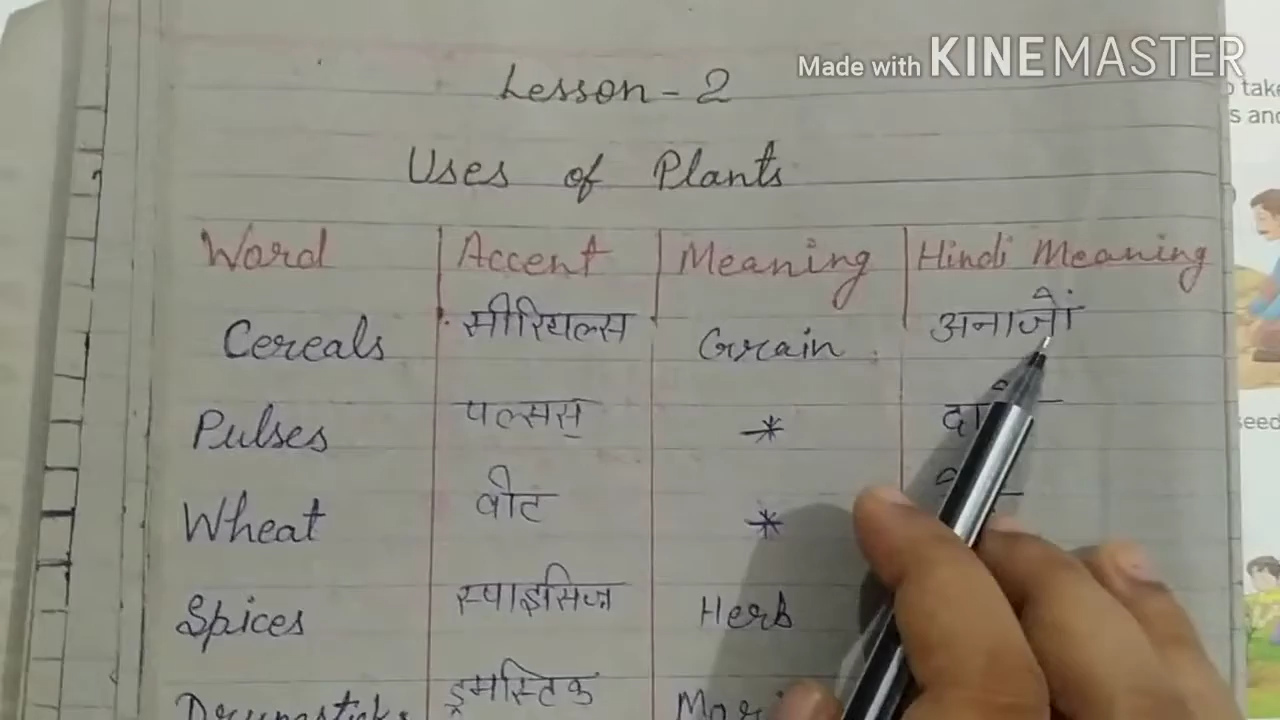 Made with KINEMASTER
Lesson - 2
Uses of Plants
Word Accent Meaning Hindi Meaning
Cereals सीरियल्स Grain अनाजों
Pulses पल्सस् *
Wheat वीट *
Spices स्पाइसिज Herb
Drumsticks ड्रमस्टिक